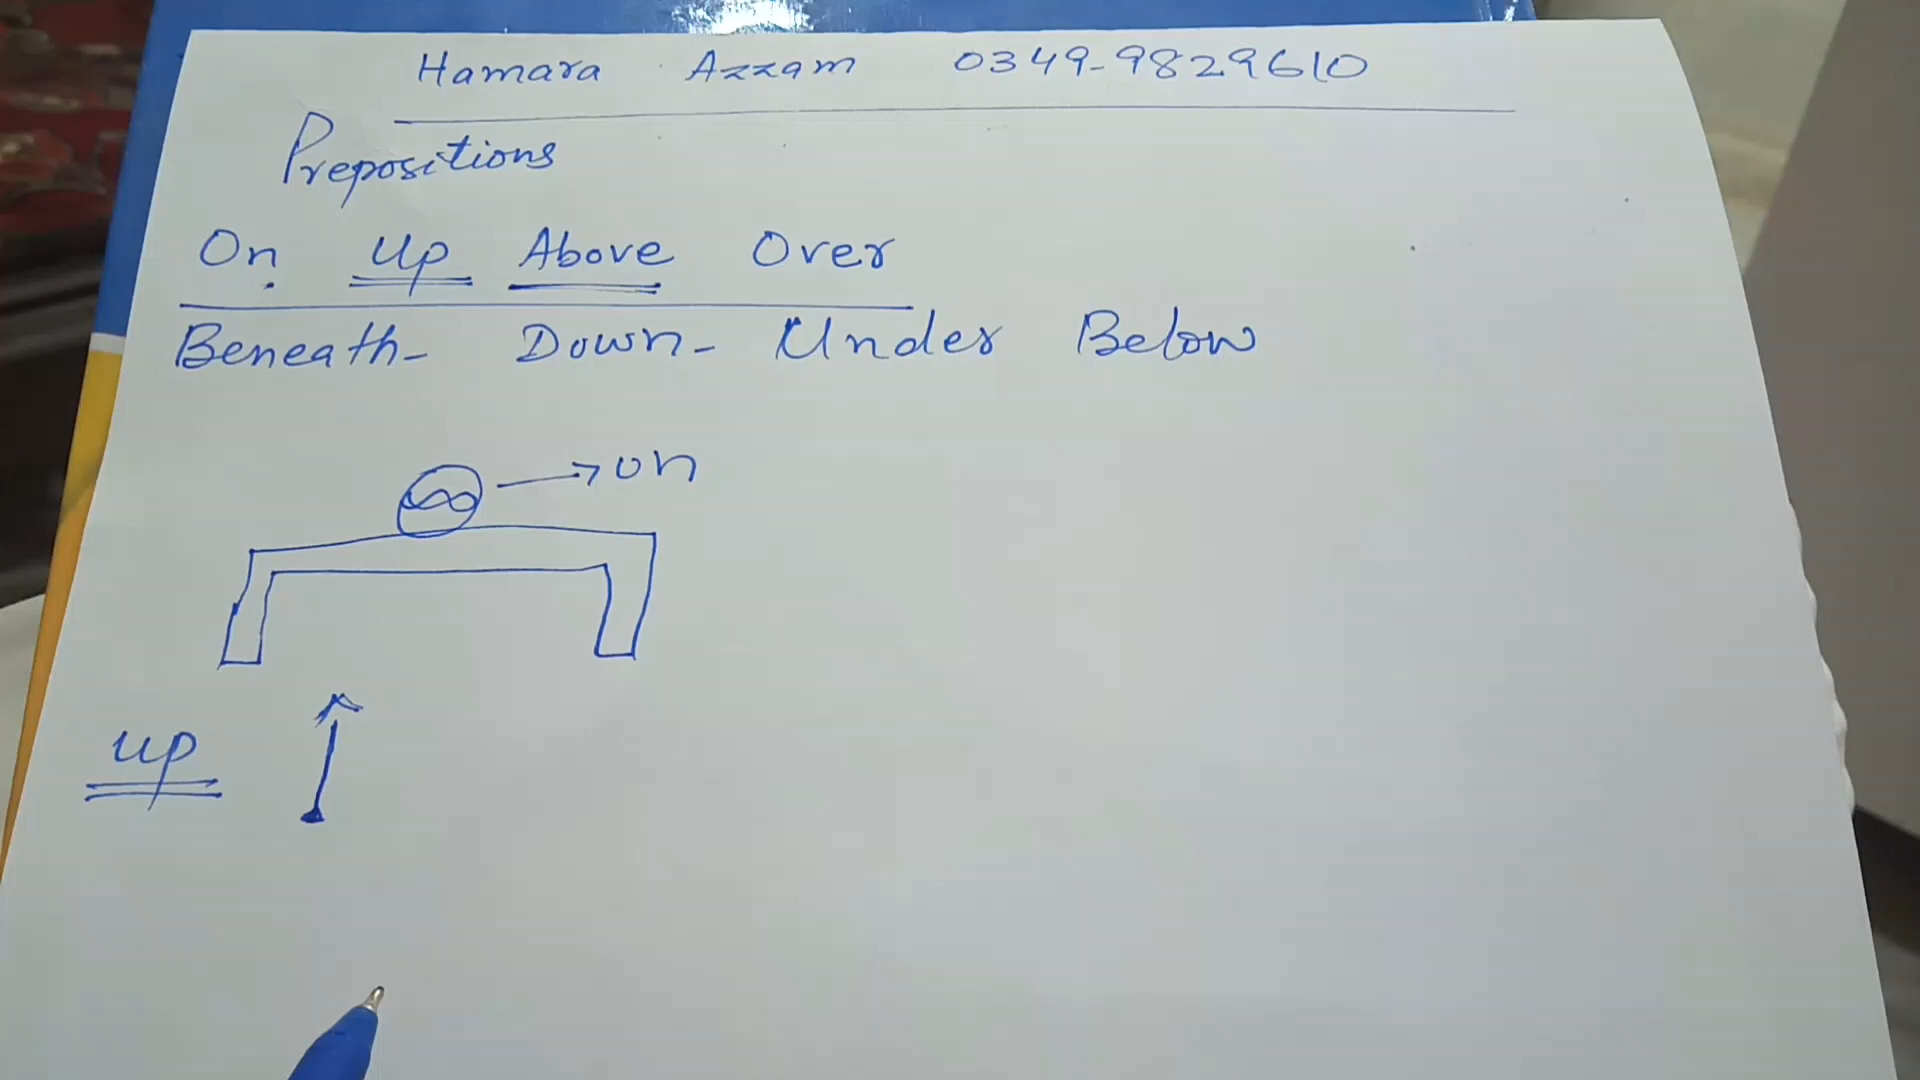 Hamara Azzam 0349-9829610
Prepositions
On Up Above Over
Beneath- Down- Under Below
on
up